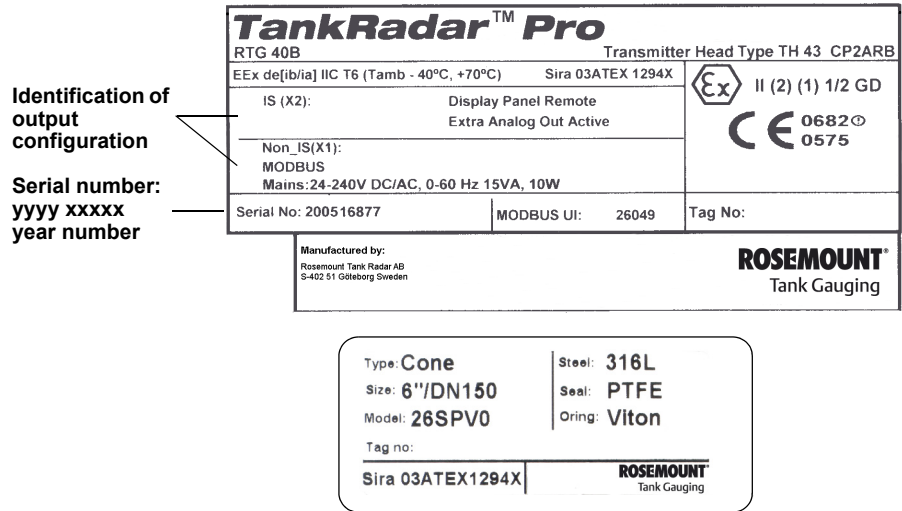 TankRadar™ Pro
RTG 40B Transmitter Head Type TH 43 CP2ARB
EEx de[ib/ia] IIC T6 (Tamb - 40ºC, +70ºC) Sira 03ATEX 1294X
Ex II (2) (1) 1/2 GD
IS (X2): Display Panel Remote
Extra Analog Out Active
CE 0682
0575
Non_IS(X1):
MODBUS
Mains:24-240V DC/AC, 0-60 Hz 15VA, 10W
Serial No: 200516877 MODBUS UI: 26049 Tag No:
Identification of
output
configuration
Serial number:
yyyy xxxxx
year number
Manufactured by:
Rosemount Tank Radar AB
S-402 51 Göteborg Sweden
ROSEMOUNT®
Tank Gauging
Type: Cone Steel: 316L
Size: 6"/DN150 Seal: PTFE
Model: 26SPV0 Oring: Viton
Tag no:
Sira 03ATEX1294X ROSEMOUNT
Tank Gauging